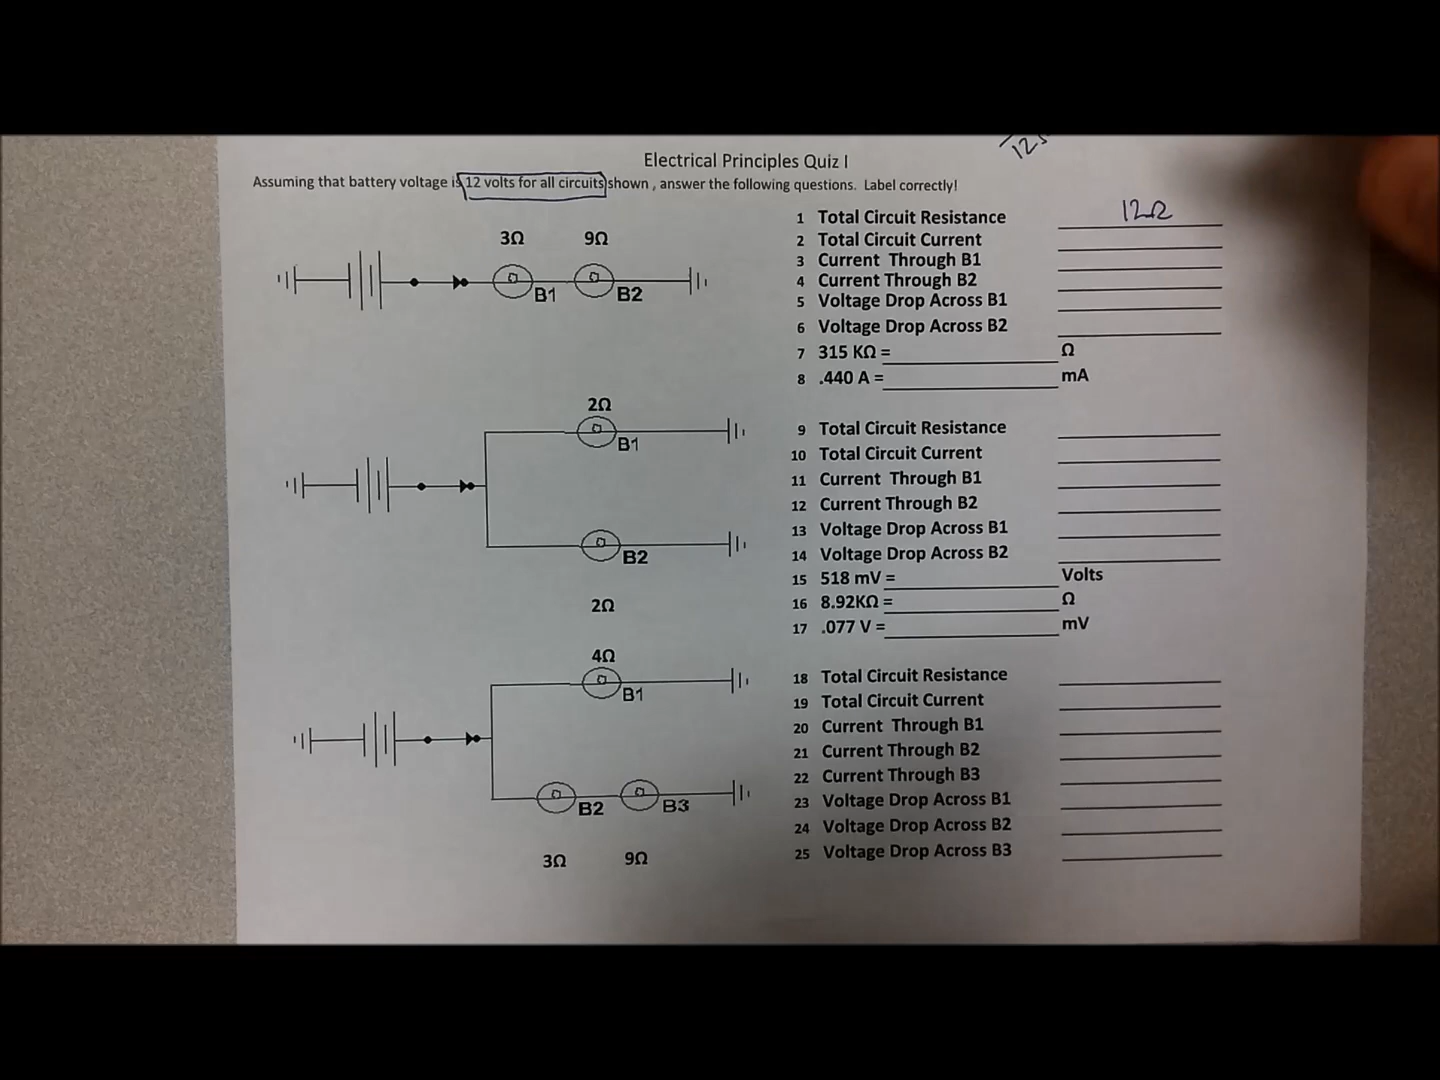 12
Electrical Principles Quiz I
Assuming that battery voltage is 12 volts for all circuits shown , answer the following questions.  Label correctly!
1 Total Circuit Resistance 12Ω
2 Total Circuit Current
3 Current Through B1
4 Current Through B2
5 Voltage Drop Across B1
6 Voltage Drop Across B2
7 315 KΩ = Ω
8 .440 A = mA
3Ω 9Ω
B1 B2
2Ω
B1
B2
2Ω
9 Total Circuit Resistance
10 Total Circuit Current
11 Current Through B1
12 Current Through B2
13 Voltage Drop Across B1
14 Voltage Drop Across B2
15 518 mV = Volts
16 8.92KΩ = Ω
17 .077 V = mV
4Ω
B1
B2 B3
3Ω 9Ω
18 Total Circuit Resistance
19 Total Circuit Current
20 Current Through B1
21 Current Through B2
22 Current Through B3
23 Voltage Drop Across B1
24 Voltage Drop Across B2
25 Voltage Drop Across B3